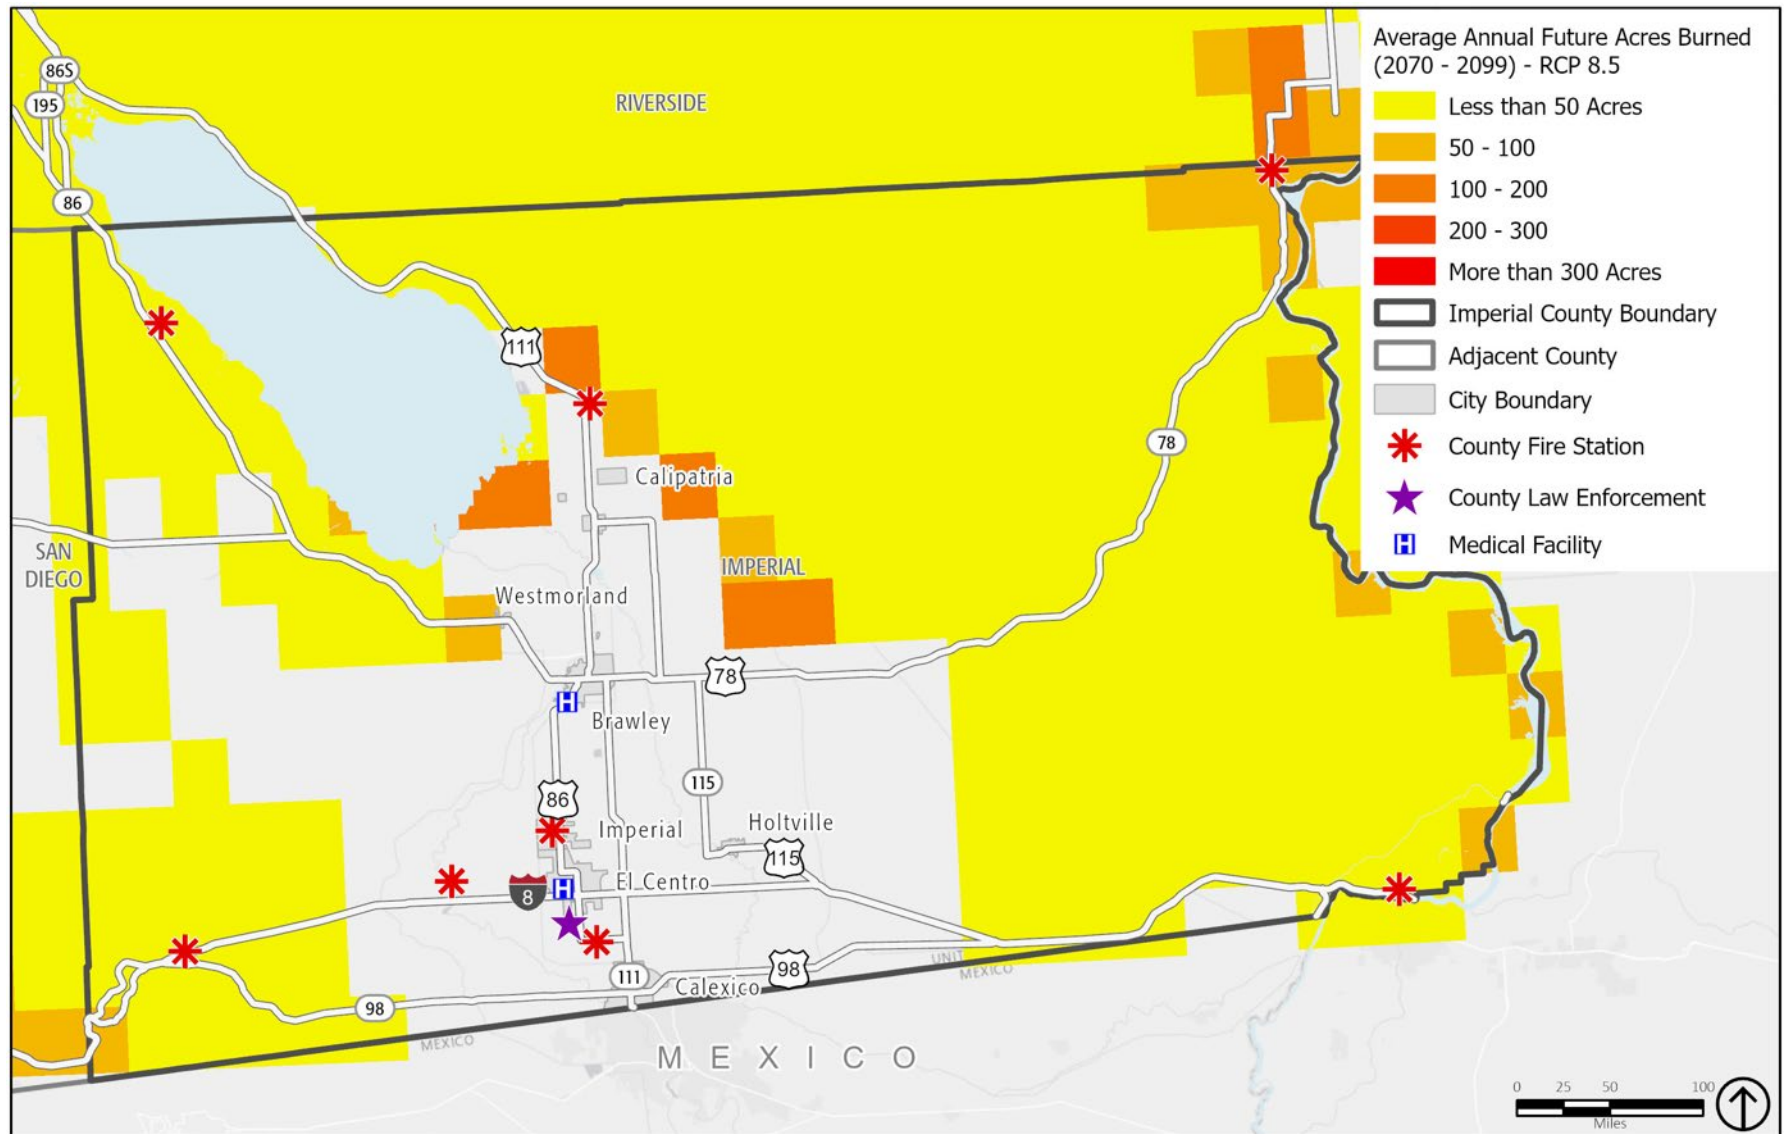 Average Annual Future Acres Burned
(2070 - 2099) - RCP 8.5
Less than 50 Acres
50 - 100
100 - 200
200 - 300
More than 300 Acres
Imperial County Boundary
Adjacent County
City Boundary
County Fire Station
County Law Enforcement
H Medical Facility
86S
195
RIVERSIDE
86
111
78
Calipatria
SAN
DIEGO
IMPERIAL
Westmorland
78
H
Brawley
115
86
Imperial
Holtville
115
H
El Centro
8
UNIT
MEXICO
98
111
Calexico
98
MEXICO
MEXICO
0 25 50 100
Miles